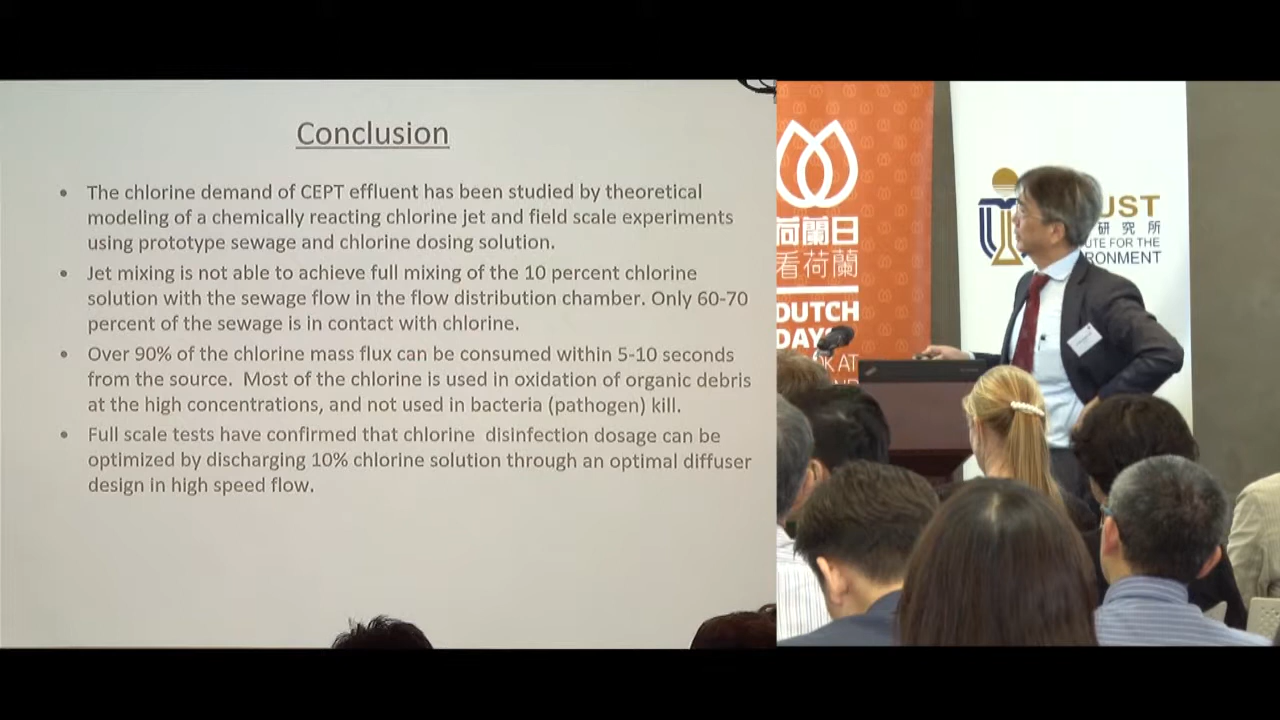 Conclusion
• The chlorine demand of CEPT effluent has been studied by theoretical
modeling of a chemically reacting chlorine jet and field scale experiments
using prototype sewage and chlorine dosing solution.
• Jet mixing is not able to achieve full mixing of the 10 percent chlorine
solution with the sewage flow in the flow distribution chamber. Only 60-70
percent of the sewage is in contact with chlorine.
• Over 90% of the chlorine mass flux can be consumed within 5-10 seconds
from the source. Most of the chlorine is used in oxidation of organic debris
at the high concentrations, and not used in bacteria (pathogen) kill.
• Full scale tests have confirmed that chlorine disinfection dosage can be
optimized by discharging 10% chlorine solution through an optimal diffuser
design in high speed flow.
荷蘭日
看荷蘭
DUTCH
DAY
AT
UST
研究所
UTE FOR THE
RONMENT